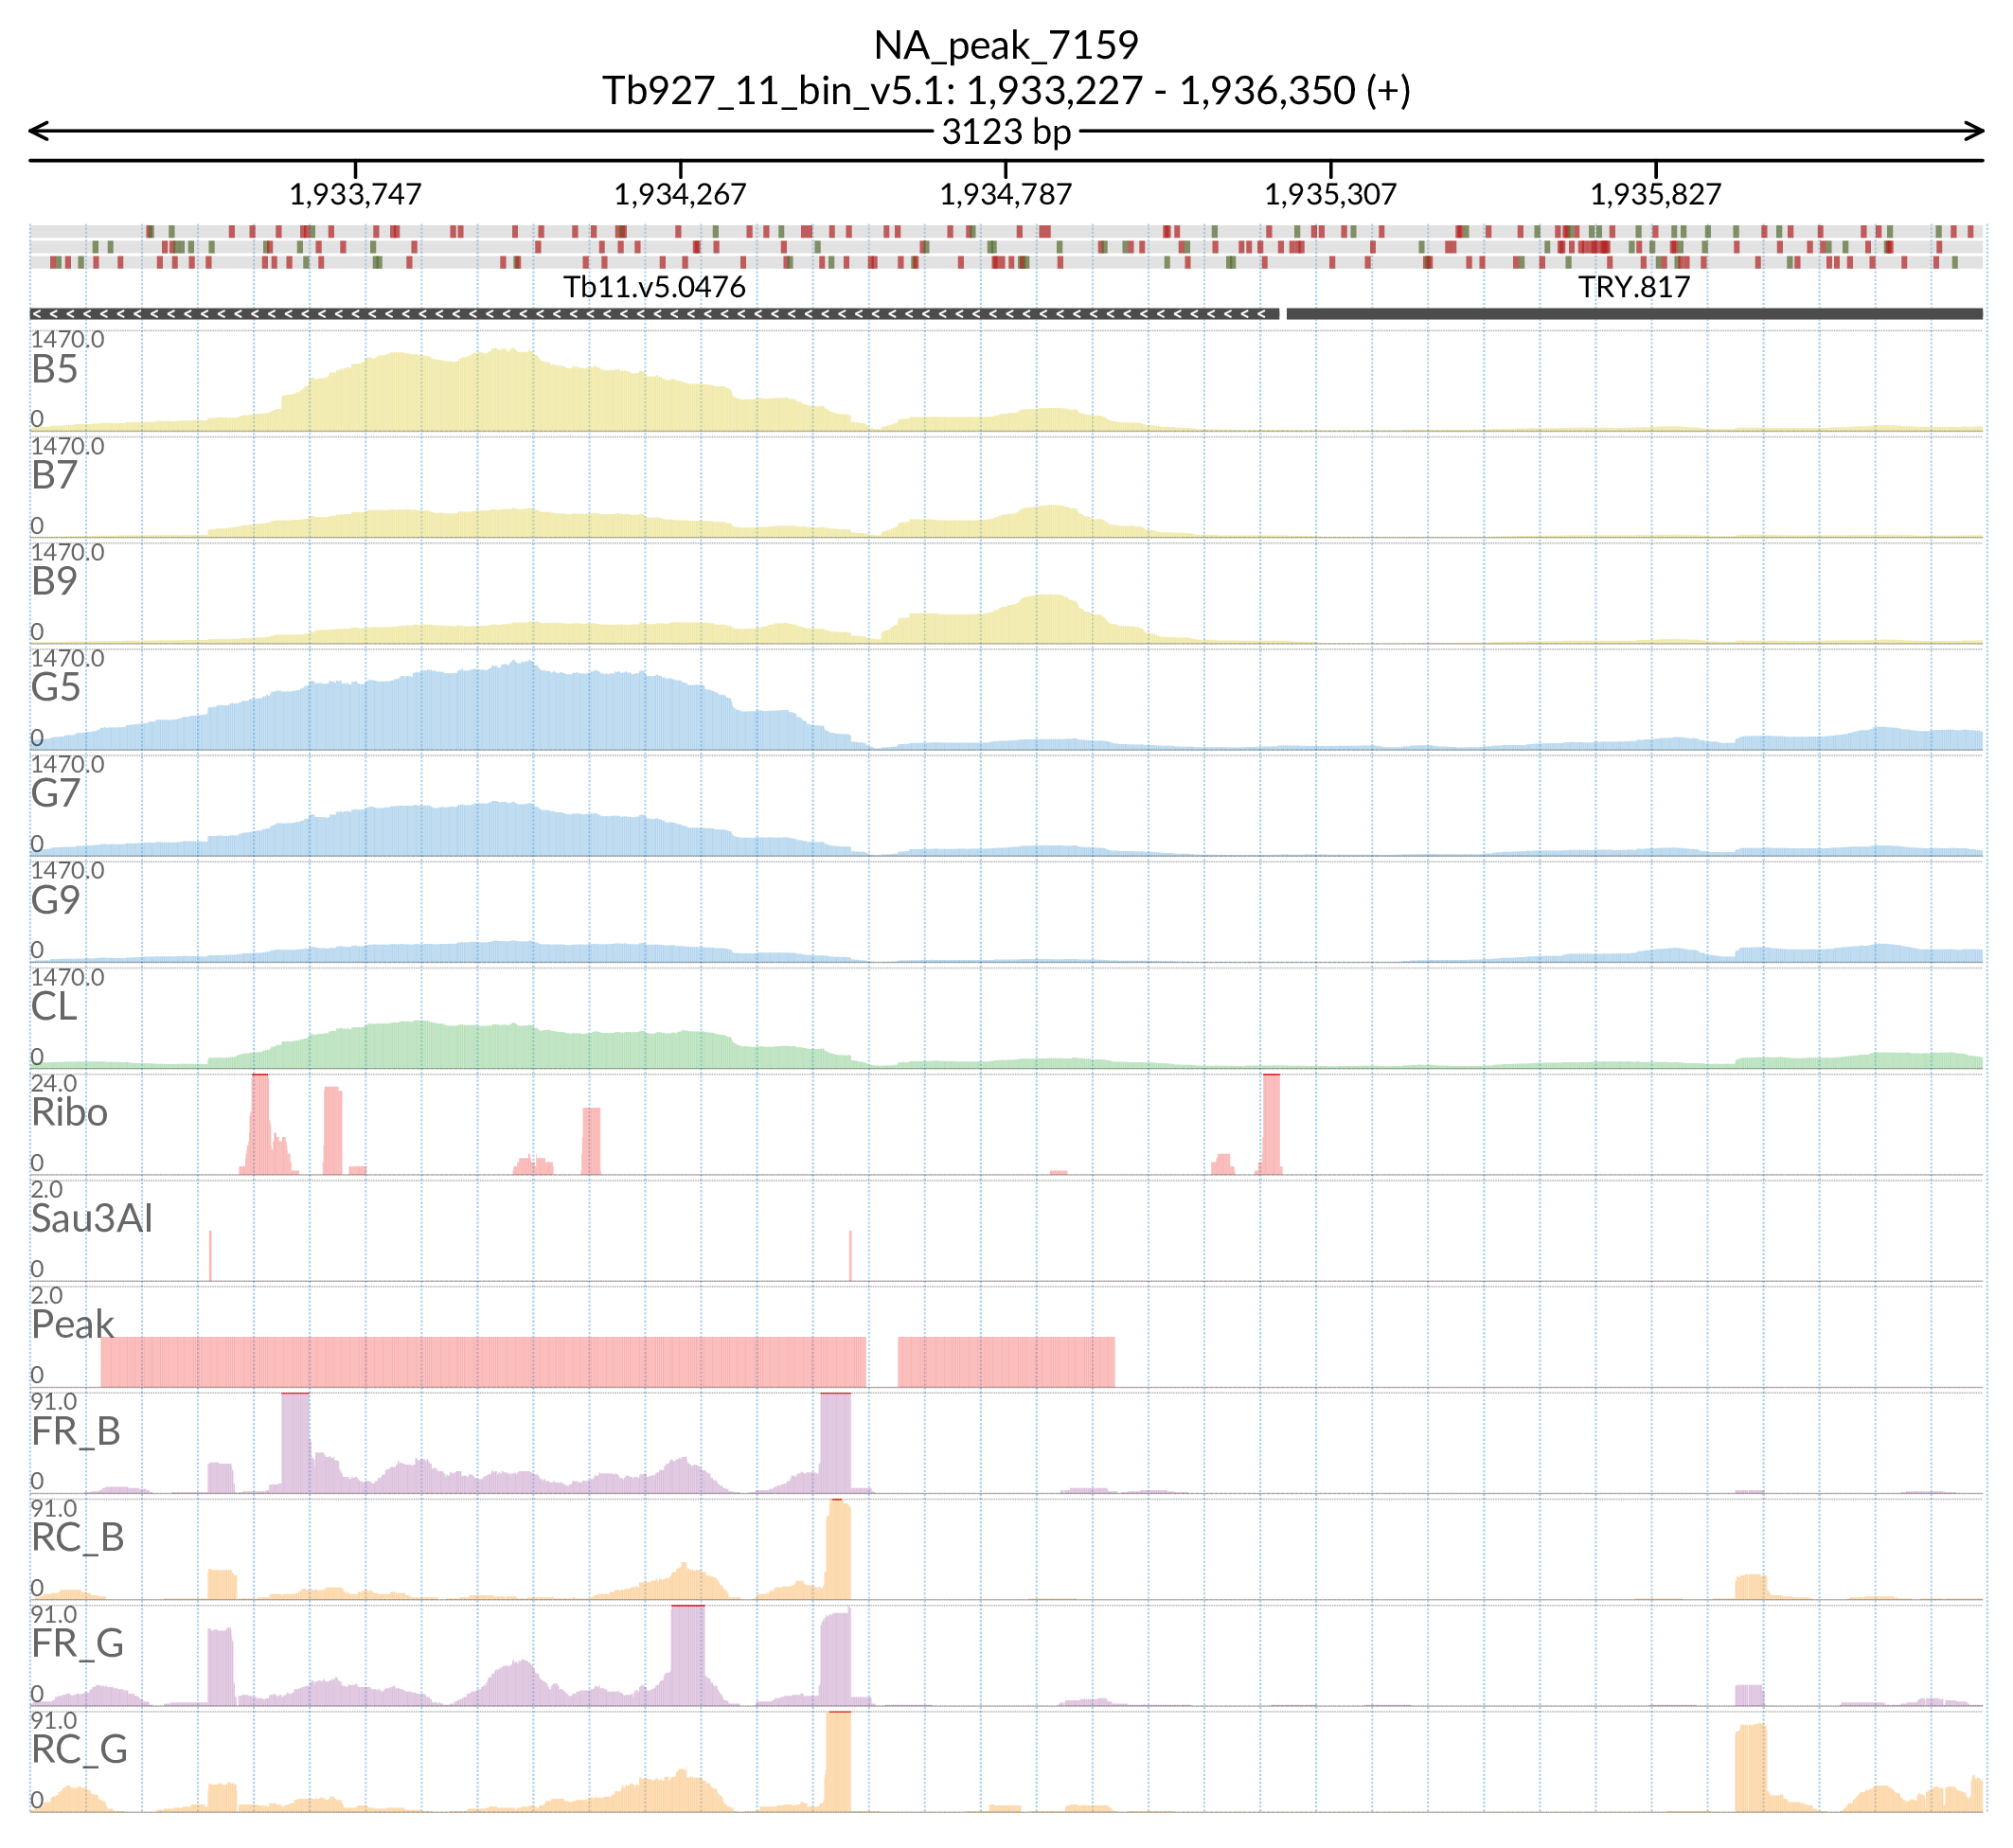 NA_peak_7159
Tb927_11_bin_v5.1: 1,933,227 - 1,936,350 (+)
3123 bp
1,933,747 1,934,267 1,934,787 1,935,307 1,935,827
Tb11.v5.0476 TRY.817
1470.0
B5
0
1470.0
B7
0
1470.0
B9
0
1470.0
G5
0
1470.0
G7
0
1470.0
G9
0
1470.0
CL
0
24.0
Ribo
0
2.0
Sau3AI
0
2.0
Peak
0
91.0
FR_B
0
91.0
RC_B
0
91.0
FR_G
0
91.0
RC_G
0